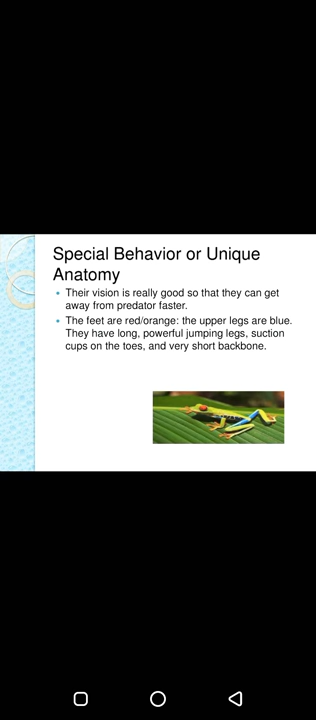 Special Behavior or Unique
Anatomy
Their vision is really good so that they can get
away from predator faster.
The feet are red/orange: the upper legs are blue.
They have long, powerful jumping legs, suction
cups on the toes, and very short backbone.